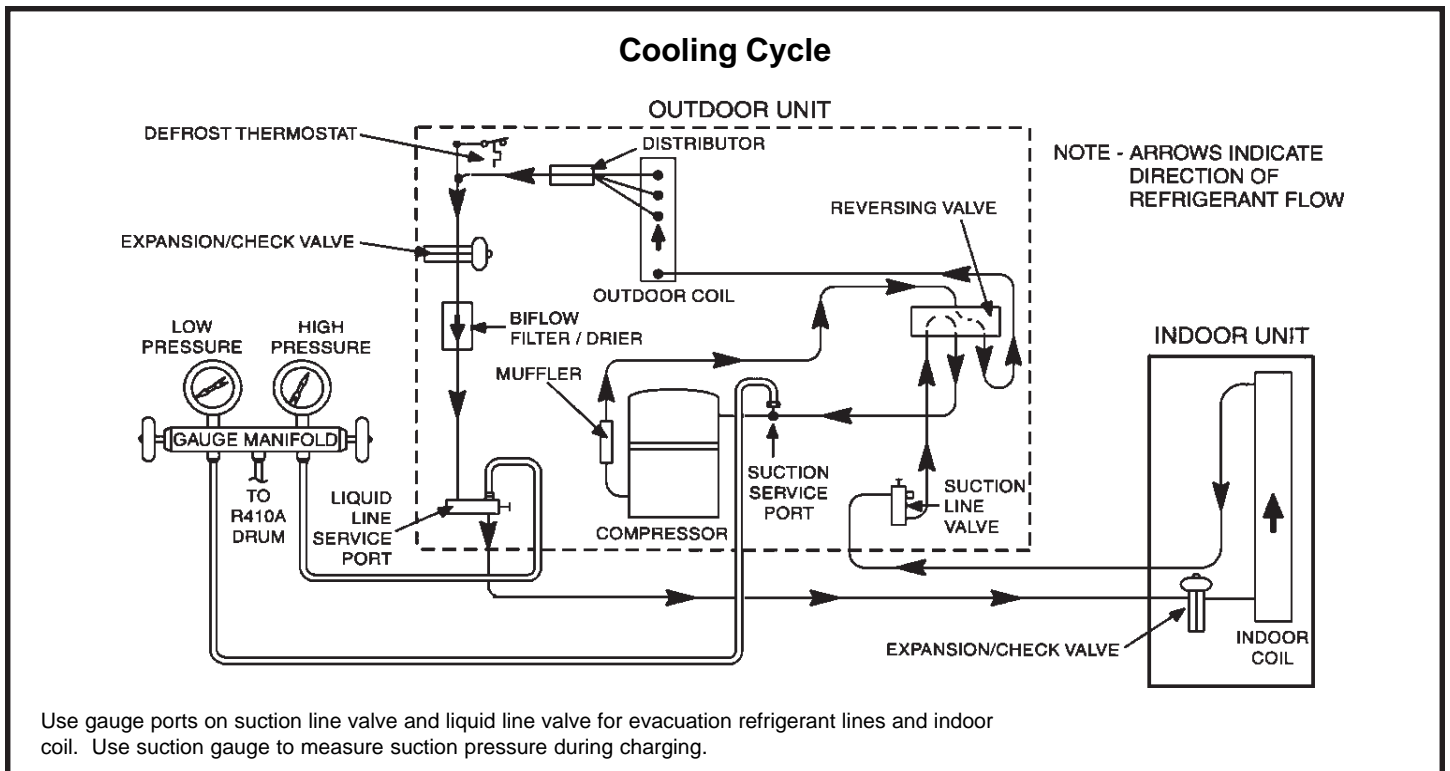 Cooling Cycle
OUTDOOR UNIT
DEFROST THERMOSTAT
DISTRIBUTOR
NOTE - ARROWS INDICATE
DIRECTION OF
REFRIGERANT FLOW
REVERSING VALVE
EXPANSION/CHECK VALVE
OUTDOOR COIL
BIFLOW
FILTER / DRIER
LOW
PRESSURE
HIGH
PRESSURE
INDOOR UNIT
MUFFLER
GAUGE MANIFOLD
TO
R410A
DRUM
LIQUID
LINE
SERVICE
PORT
COMPRESSOR
SUCTION
SERVICE
PORT
SUCTION
LINE
VALVE
EXPANSION/CHECK VALVE
INDOOR
COIL
Use gauge ports on suction line valve and liquid line valve for evacuation refrigerant lines and indoor
coil. Use suction gauge to measure suction pressure during charging.